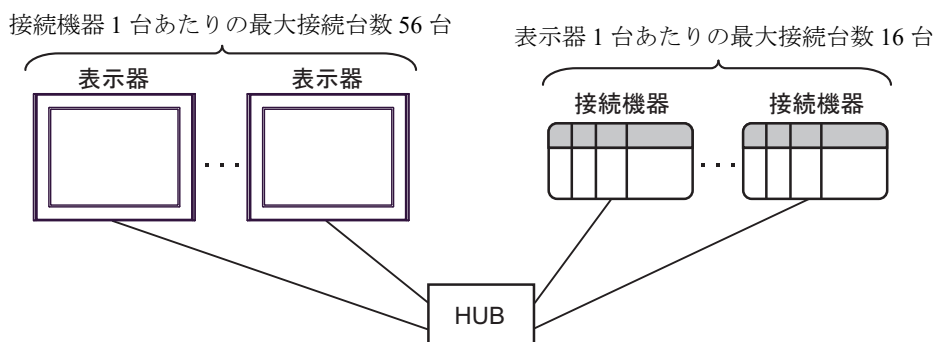 接続機器 1 台あたりの最大接続台数 56 台
表示器 1 台あたりの最大接続台数 16 台
表示器
表示器
接続機器
接続機器
HUB